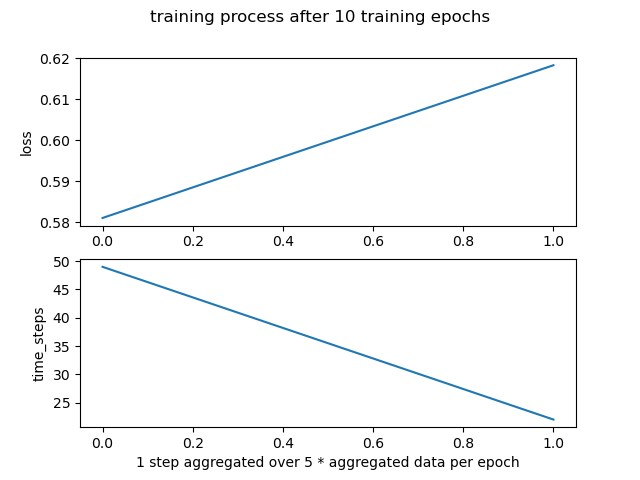 training process after 10 training epochs
0.62
0.61
0.60
0.59
0.58
loss
0.0 0.2 0.4 0.6 0.8 1.0
50
45
40
35
30
25
time_steps
0.0 0.2 0.4 0.6 0.8 1.0
1 step aggregated over 5 * aggregated data per epoch